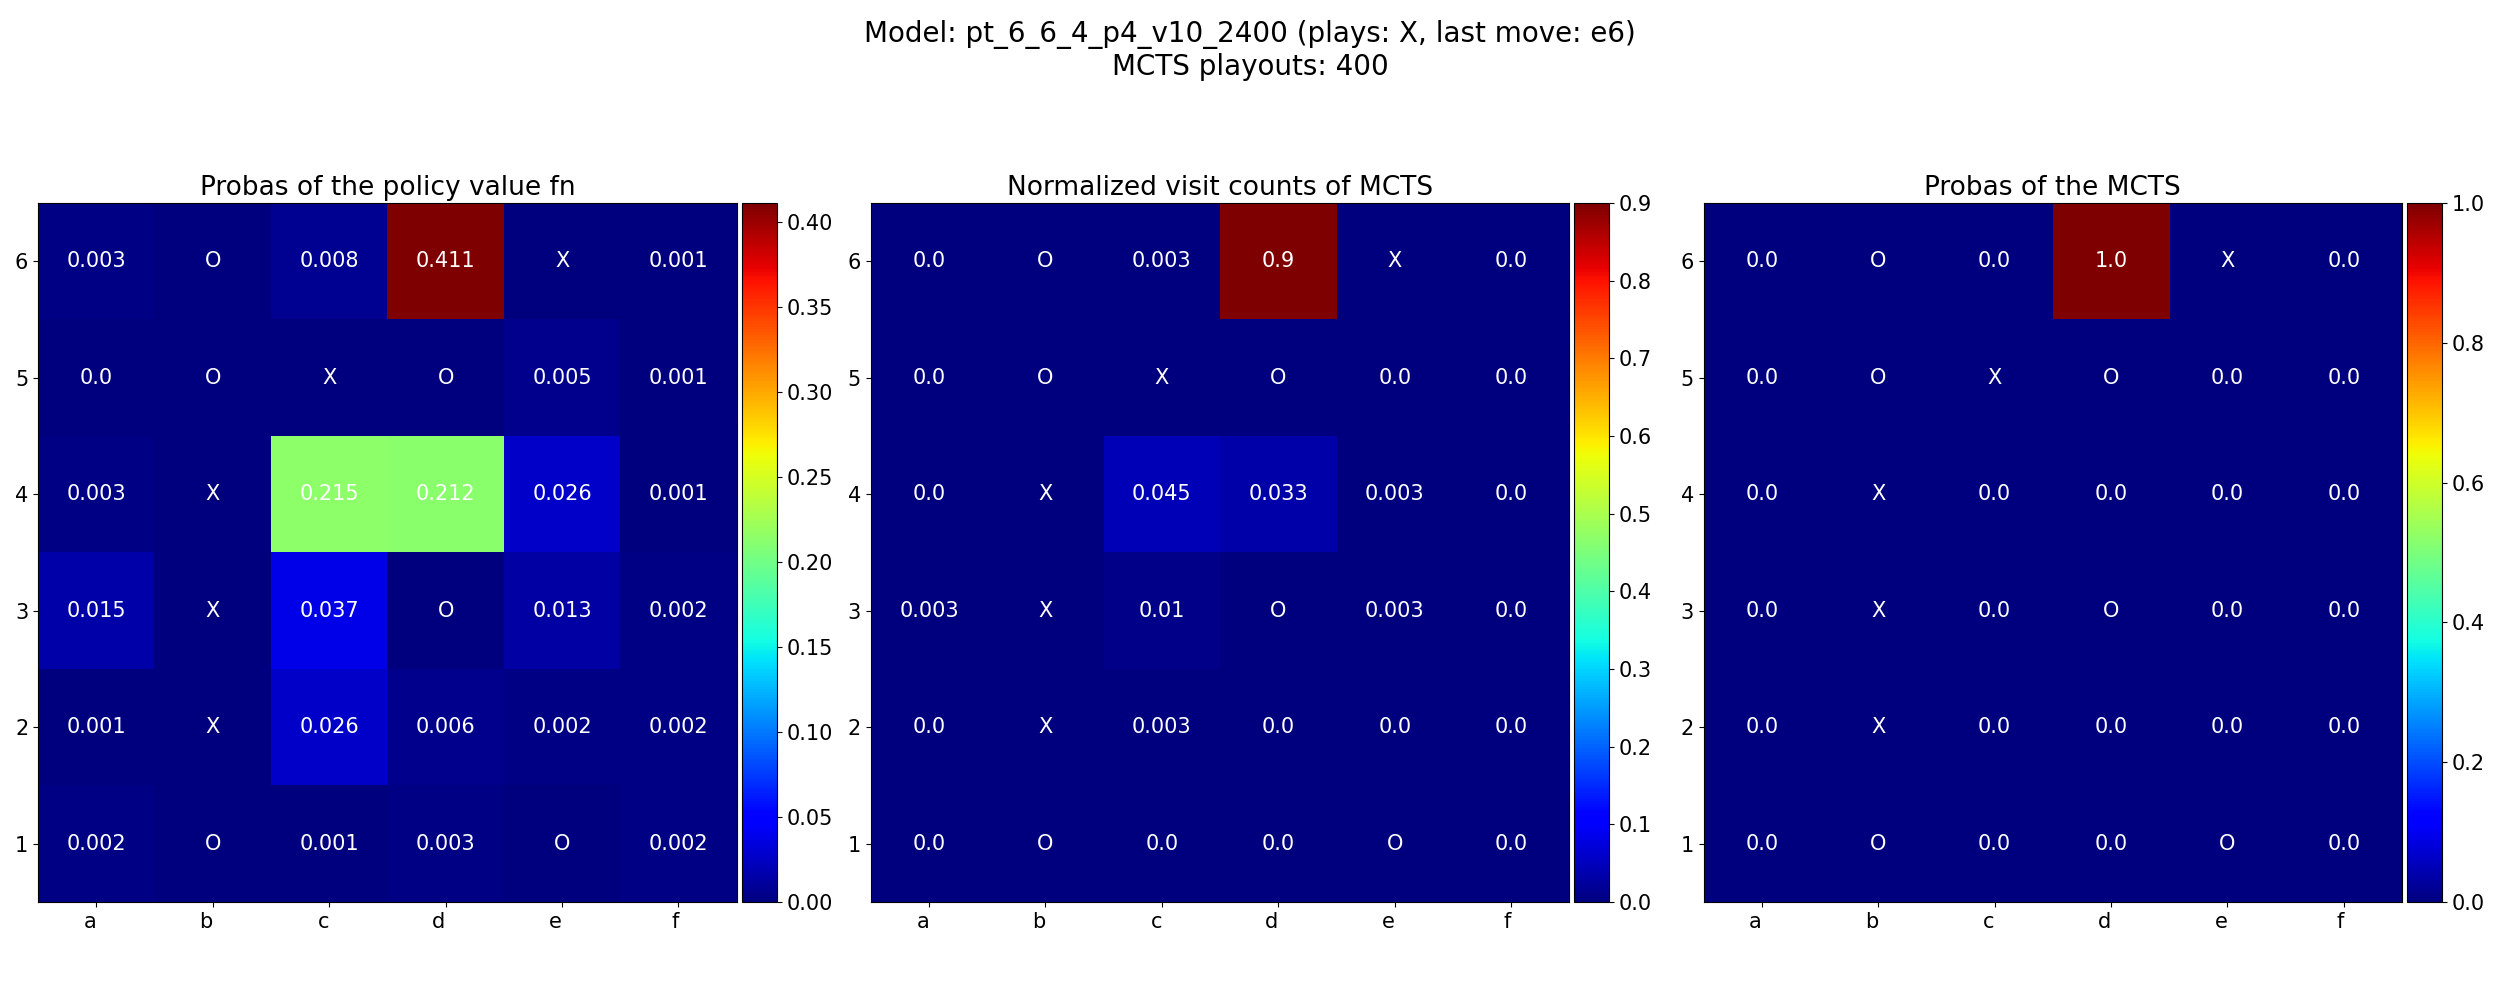 Model: pt_6_6_4_p4_v10_2400 (plays: X, last move: e6)
MCTS playouts: 400
Probas of the policy value fn
6 0.003 O 0.008 0.411 X 0.001
5 0.0 O X O 0.005 0.001
4 0.003 X 0.215 0.212 0.026 0.001
3 0.015 X 0.037 O 0.013 0.002
2 0.001 X 0.026 0.006 0.002 0.002
1 0.002 O 0.001 0.003 O 0.002
a b c d e f
0.40
0.35
0.30
0.25
0.20
0.15
0.10
0.05
0.00
Normalized visit counts of MCTS
6 0.0 O 0.003 0.9 X 0.0
5 0.0 O X O 0.0 0.0
4 0.0 X 0.045 0.033 0.003 0.0
3 0.003 X 0.01 O 0.003 0.0
2 0.0 X 0.003 0.0 0.0 0.0
1 0.0 O 0.0 0.0 O 0.0
a b c d e f
0.9
0.8
0.7
0.6
0.5
0.4
0.3
0.2
0.1
0.0
Probas of the MCTS
6 0.0 O 0.0 1.0 X 0.0
5 0.0 O X O 0.0 0.0
4 0.0 X 0.0 0.0 0.0 0.0
3 0.0 X 0.0 O 0.0 0.0
2 0.0 X 0.0 0.0 0.0 0.0
1 0.0 O 0.0 0.0 O 0.0
a b c d e f
1.0
0.8
0.6
0.4
0.2
0.0